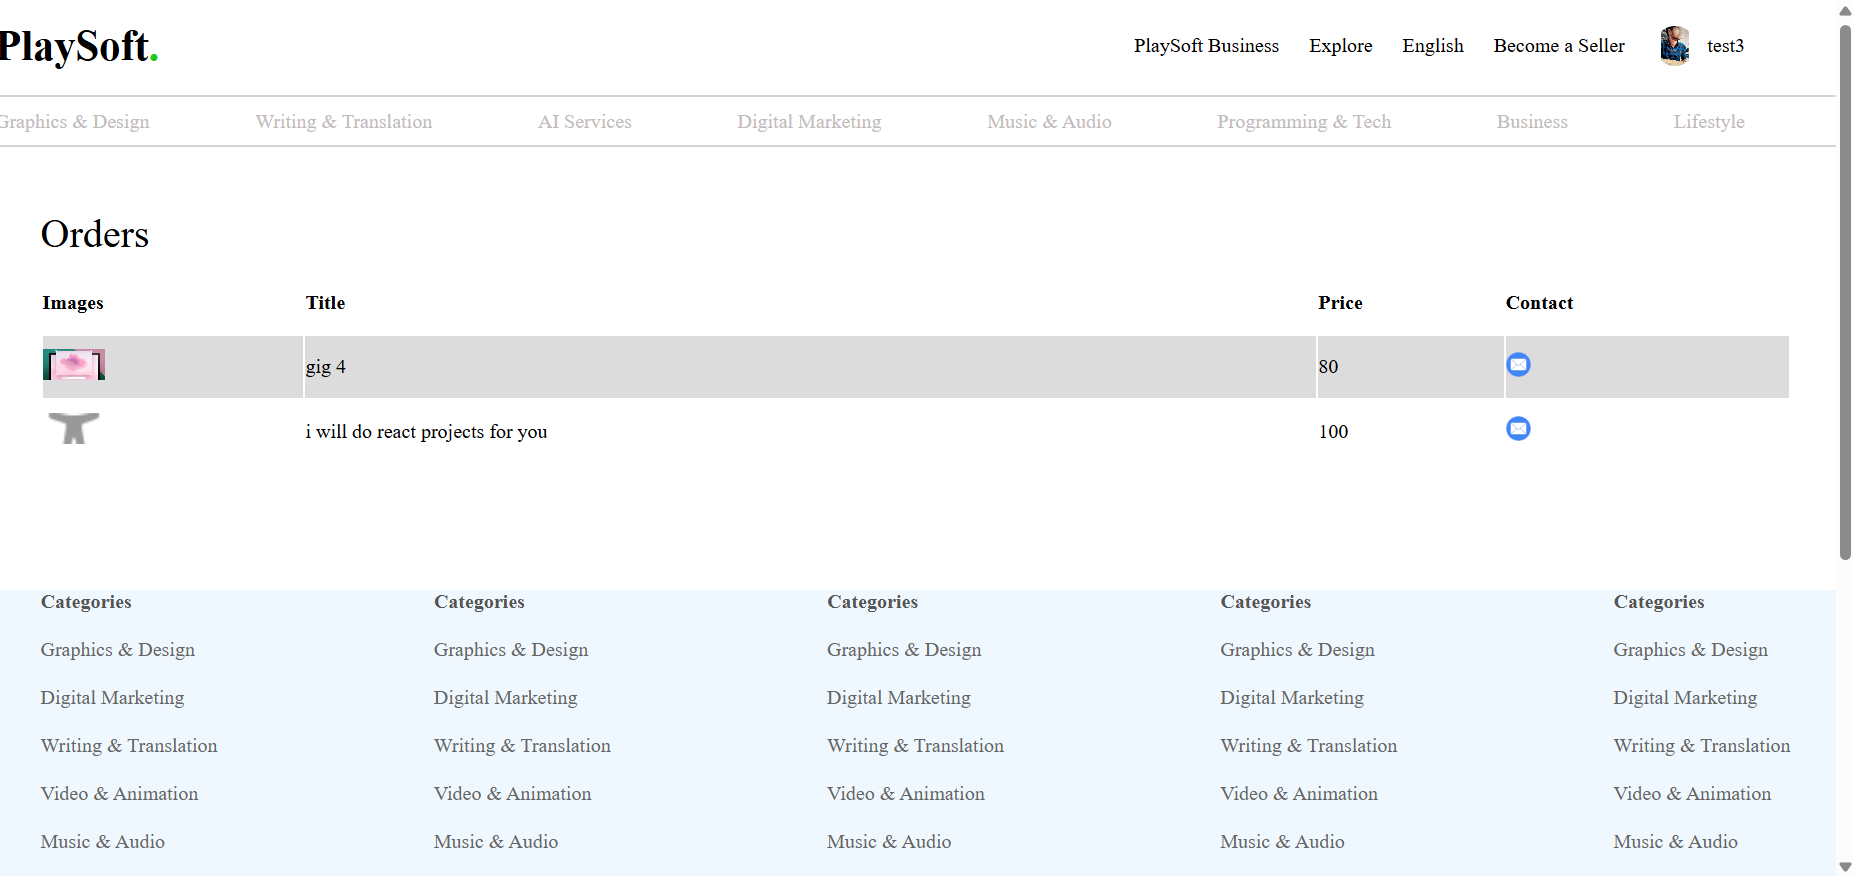 PlaySoft.
PlaySoft Business Explore English Become a Seller test3
Graphics & Design Writing & Translation AI Services Digital Marketing Music & Audio Programming & Tech Business Lifestyle
Orders
Images Title Price Contact
gig 4 80
i will do react projects for you 100
Categories Categories Categories Categories Categories
Graphics & Design Graphics & Design Graphics & Design Graphics & Design Graphics & Design
Digital Marketing Digital Marketing Digital Marketing Digital Marketing Digital Marketing
Writing & Translation Writing & Translation Writing & Translation Writing & Translation Writing & Translation
Video & Animation Video & Animation Video & Animation Video & Animation Video & Animation
Music & Audio Music & Audio Music & Audio Music & Audio Music & Audio